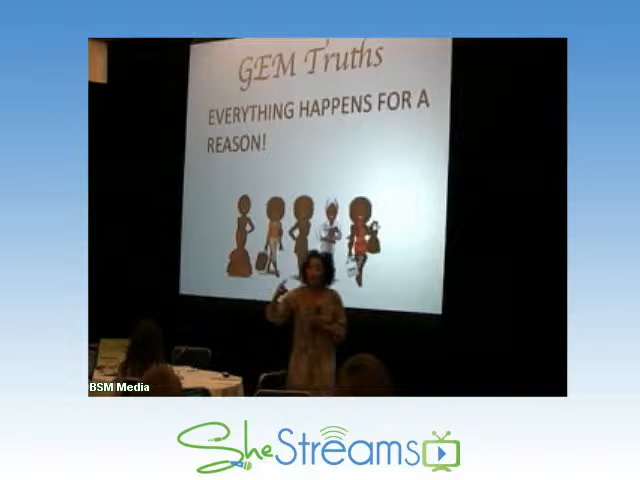 GEM Truths
EVERYTHING HAPPENS FOR A
REASON!
BSM Media
SheStreams